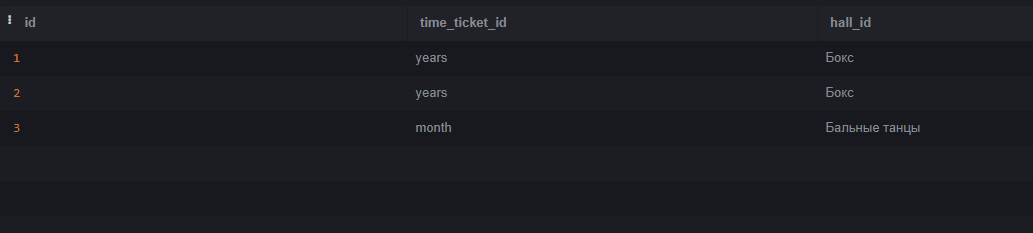 id time_ticket_id hall_id
1 years Бокс
2 years Бокс
3 month Бальные танцы